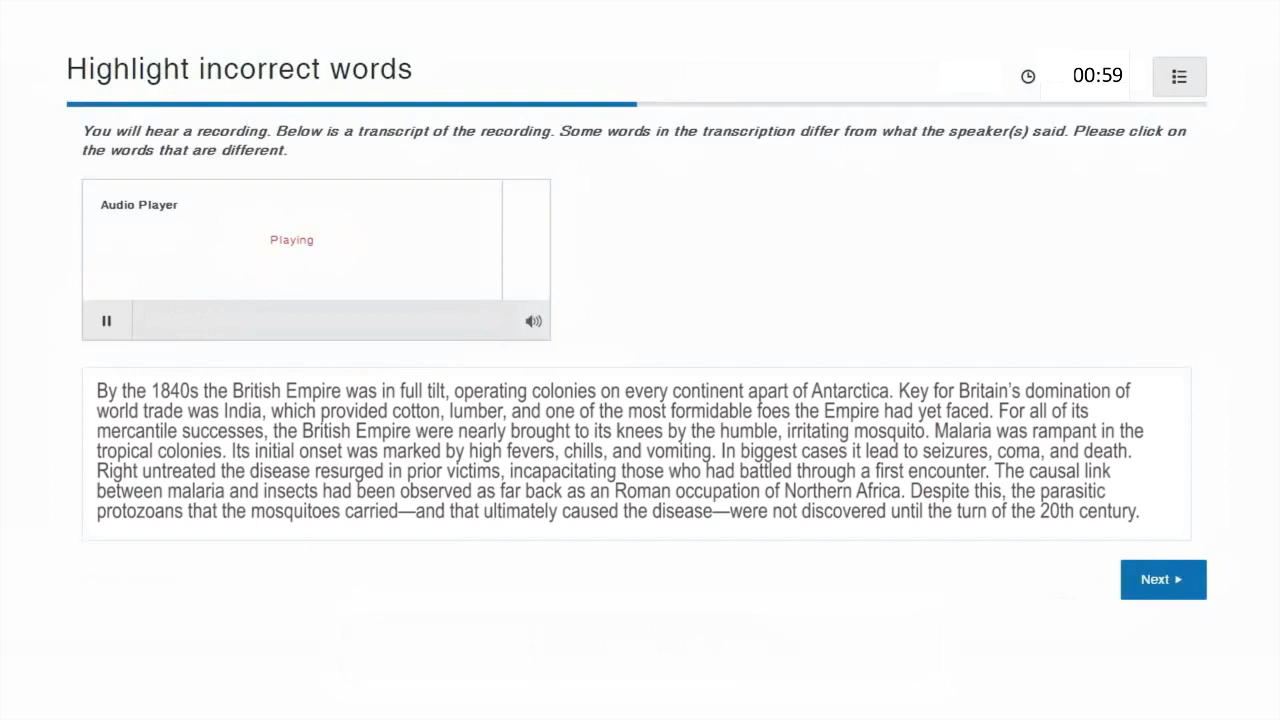 Highlight incorrect words
00:59
You will hear a recording. Below is a transcript of the recording. Some words in the transcription differ from what the speaker(s) said. Please click on
the words that are different.
Audio Player
Playing
By the 1840s the British Empire was in full tilt, operating colonies on every continent apart of Antarctica. Key for Britain's domination of
world trade was India, which provided cotton, lumber, and one of the most formidable foes the Empire had yet faced. For all of its
mercantile successes, the British Empire were nearly brought to its knees by the humble, irritating mosquito. Malaria was rampant in the
tropical colonies. Its initial onset was marked by high fevers, chills, and vomiting. In biggest cases it lead to seizures, coma, and death.
Right untreated the disease resurged in prior victims, incapacitating those who had battled through a first encounter. The causal link
between malaria and insects had been observed as far back as an Roman occupation of Northern Africa. Despite this, the parasitic
protozoans that the mosquitoes carried—and that ultimately caused the disease—were not discovered until the turn of the 20th century.
Next